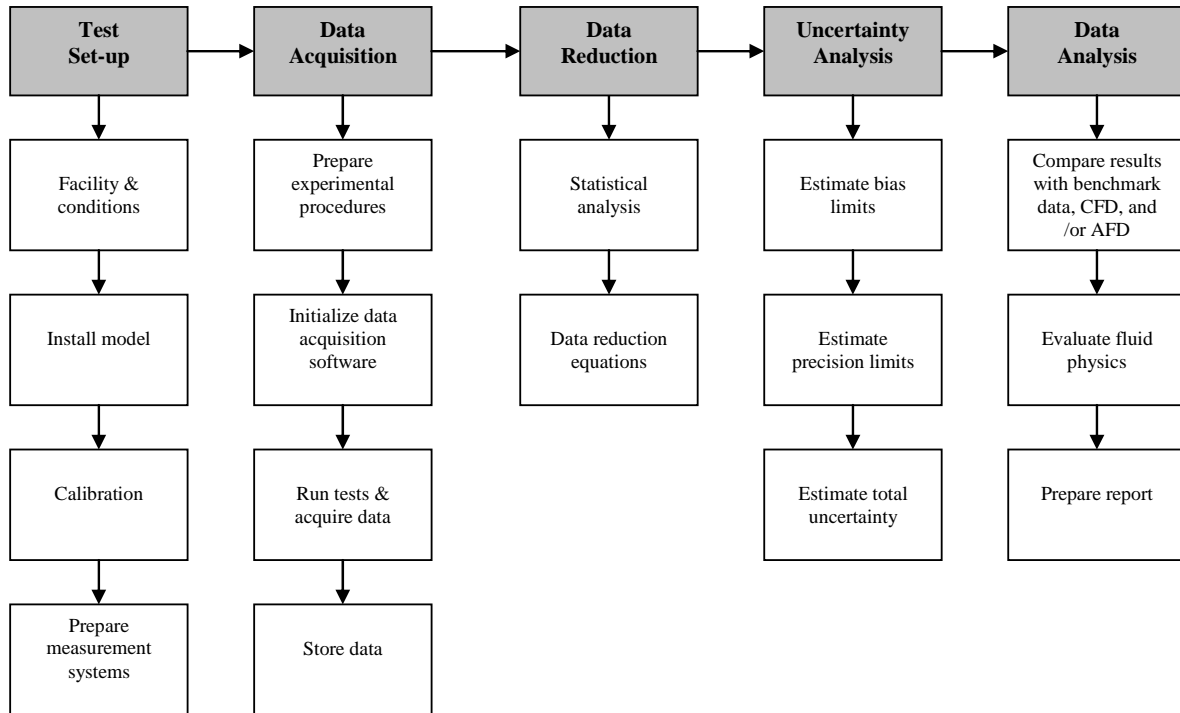 Test
Set-up
Data
Acquisition
Data
Reduction
Uncertainty
Analysis
Data
Analysis
Facility &
conditions
Prepare
experimental
procedures
Statistical
analysis
Estimate bias
limits
Compare results
with benchmark
data, CFD, and
/or AFD
Install model
Initialize data
acquisition
software
Data reduction
equations
Estimate
precision limits
Evaluate fluid
physics
Calibration
Run tests &
acquire data
Estimate total
uncertainty
Prepare report
Prepare
measurement
systems
Store data